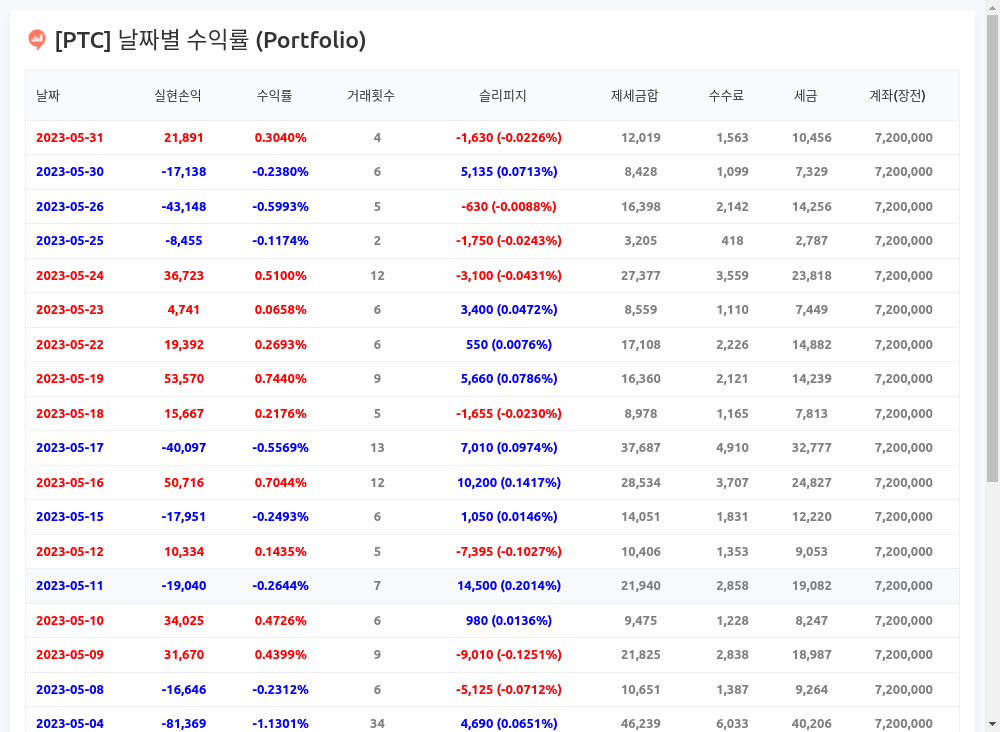 [PTC] 날짜별 수익률 (Portfolio)
날짜 실현손익 수익률 거래횟수 슬리피지 제세금합 수수료 세금 계좌(장전)
2023-05-31 21,891 0.3040% 4 -1,630 (-0.0226%) 12,019 1,563 10,456 7,200,000
2023-05-30 -17,138 -0.2380% 6 5,135 (0.0713%) 8,428 1,099 7,329 7,200,000
2023-05-26 -43,148 -0.5993% 5 -630 (-0.0088%) 16,398 2,142 14,256 7,200,000
2023-05-25 -8,455 -0.1174% 2 -1,750 (-0.0243%) 3,205 418 2,787 7,200,000
2023-05-24 36,723 0.5100% 12 -3,100 (-0.0431%) 27,377 3,559 23,818 7,200,000
2023-05-23 4,741 0.0658% 6 3,400 (0.0472%) 8,559 1,110 7,449 7,200,000
2023-05-22 19,392 0.2693% 6 550 (0.0076%) 17,108 2,226 14,882 7,200,000
2023-05-19 53,570 0.7440% 9 5,660 (0.0786%) 16,360 2,121 14,239 7,200,000
2023-05-18 15,667 0.2176% 5 -1,655 (-0.0230%) 8,978 1,165 7,813 7,200,000
2023-05-17 -40,097 -0.5569% 13 7,010 (0.0974%) 37,687 4,910 32,777 7,200,000
2023-05-16 50,716 0.7044% 12 10,200 (0.1417%) 28,534 3,707 24,827 7,200,000
2023-05-15 -17,951 -0.2493% 6 1,050 (0.0146%) 14,051 1,831 12,220 7,200,000
2023-05-12 10,334 0.1435% 5 -7,395 (-0.1027%) 10,406 1,353 9,053 7,200,000
2023-05-11 -19,040 -0.2644% 7 14,500 (0.2014%) 21,940 2,858 19,082 7,200,000
2023-05-10 34,025 0.4726% 6 980 (0.0136%) 9,475 1,228 8,247 7,200,000
2023-05-09 31,670 0.4399% 9 -9,010 (-0.1251%) 21,825 2,838 18,987 7,200,000
2023-05-08 -16,646 -0.2312% 6 -5,125 (-0.0712%) 10,651 1,387 9,264 7,200,000
2023-05-04 -81,369 -1.1301% 34 4,690 (0.0651%) 46,239 6,033 40,206 7,200,000